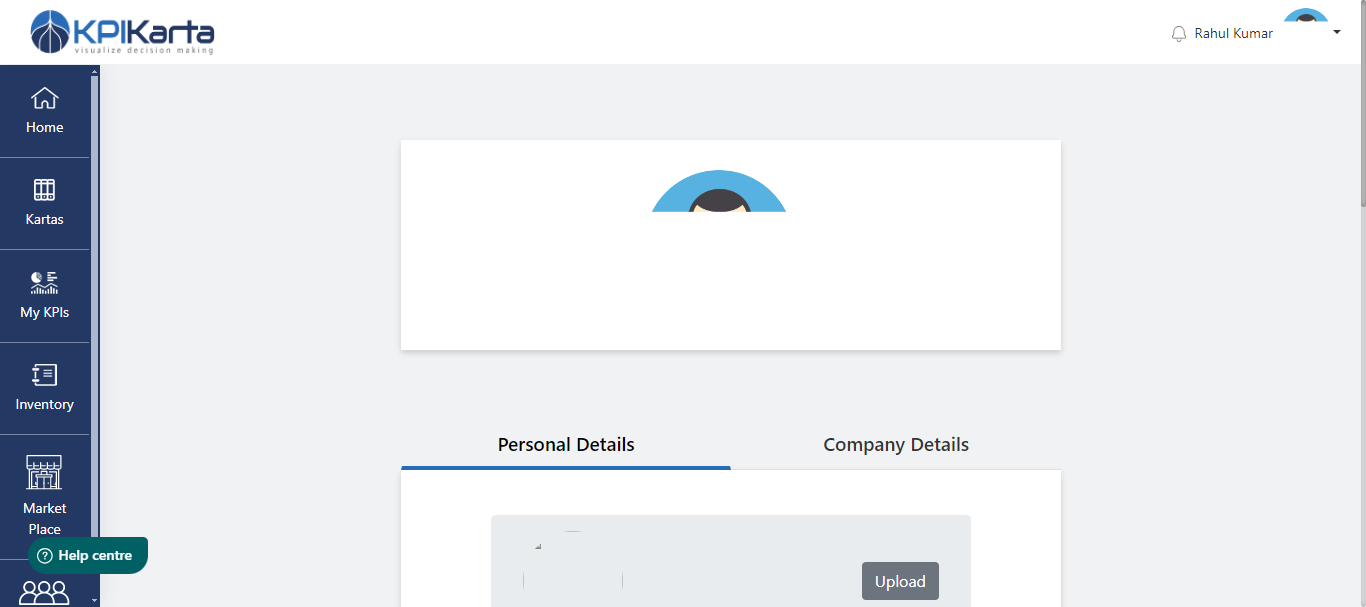 KPIKarta
visualize decision making
Rahul Kumar
Home
Kartas
My KPIs
Inventory
Market
Place
Help centre
Personal Details
Company Details
Upload